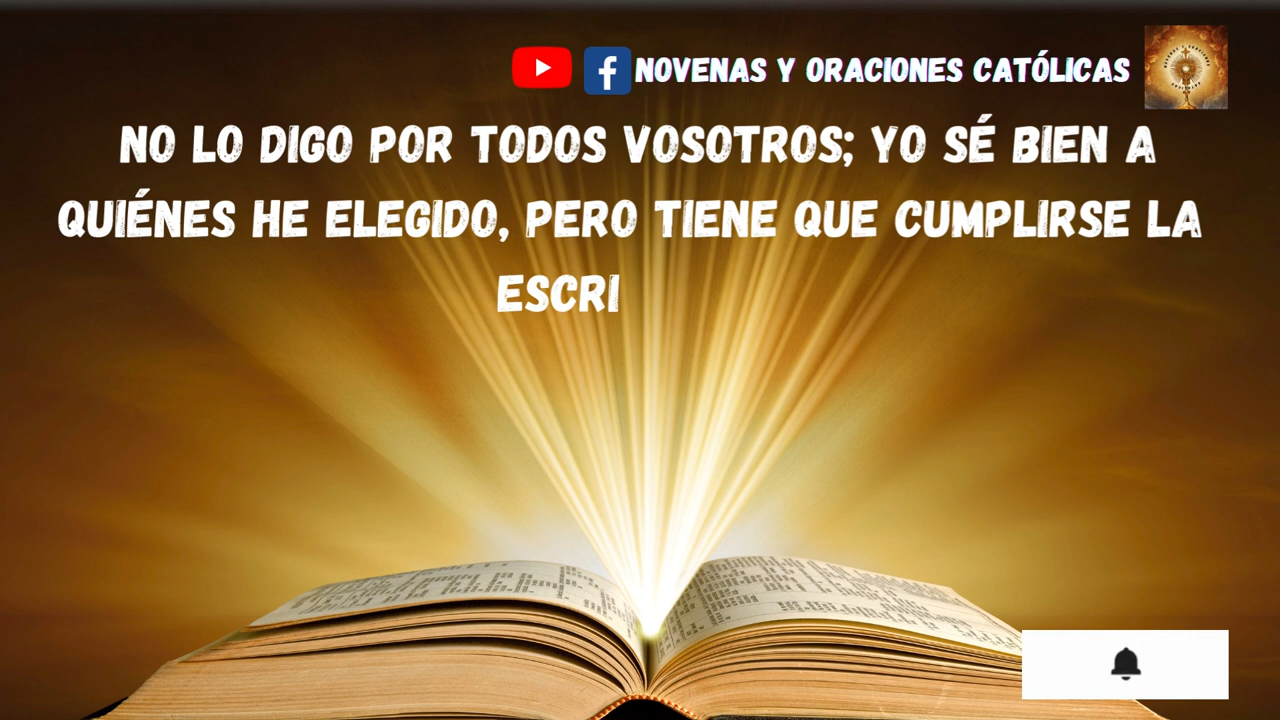 NOVENAS Y ORACIONES CATÓLICAS
NO LO DIGO POR TODOS VOSOTROS; YO SÉ BIEN A
QUIÉNES HE ELEGIDO, PERO TIENE QUE CUMPLIRSE LA
ESCRI